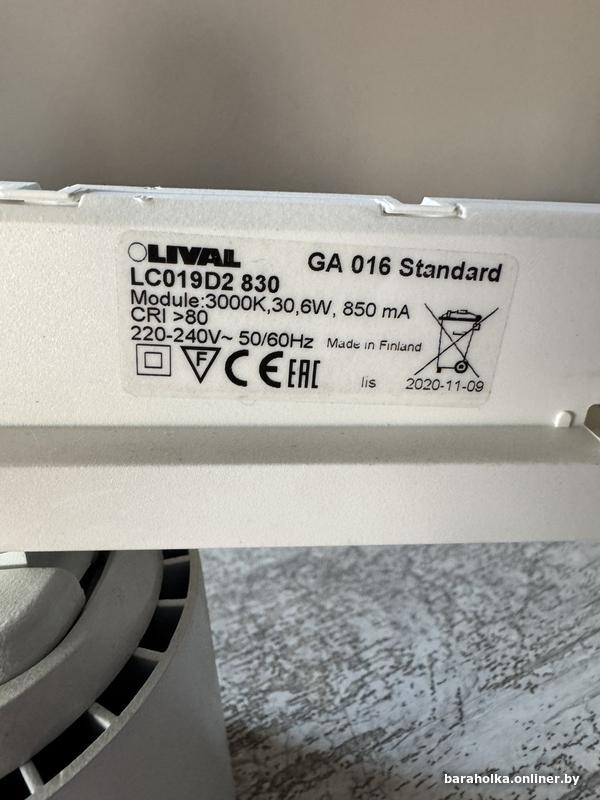 OLIVAL
GA 016 Standard
LC019D2 830
Module:3000K,30,6W, 850 mA
CRI >80
220-240V~ 50/60Hz Made in Finland
F CE EAC
lis 2020-11-09
baraholka.onliner.by